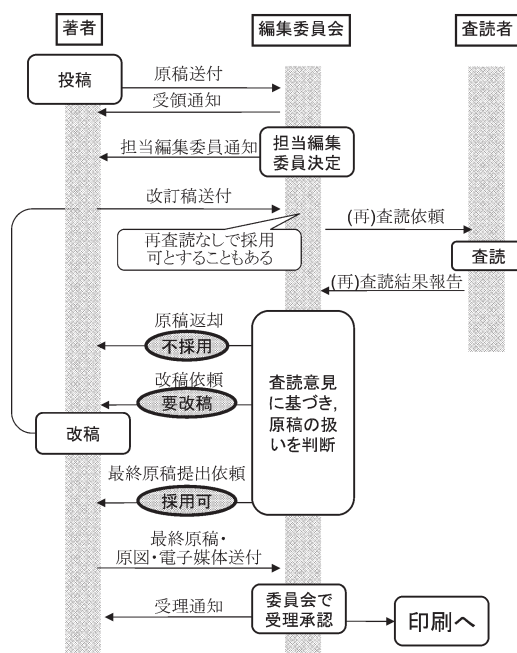 著者
編集委員会
査読者
投稿
原稿送付
受領通知
担当編集委員通知
担当編集
委員決定
改訂稿送付
再査読なしで採用
可とすることもある
(再)査読依頼
査読
(再)査読結果報告
原稿返却
不採用
改稿依頼
要改稿
査読意見
に基づき,
原稿の扱
いを判断
改稿
最終原稿提出依頼
採用可
最終原稿・
原図・電子媒体送付
受理通知
委員会で
受理承認
印刷へ